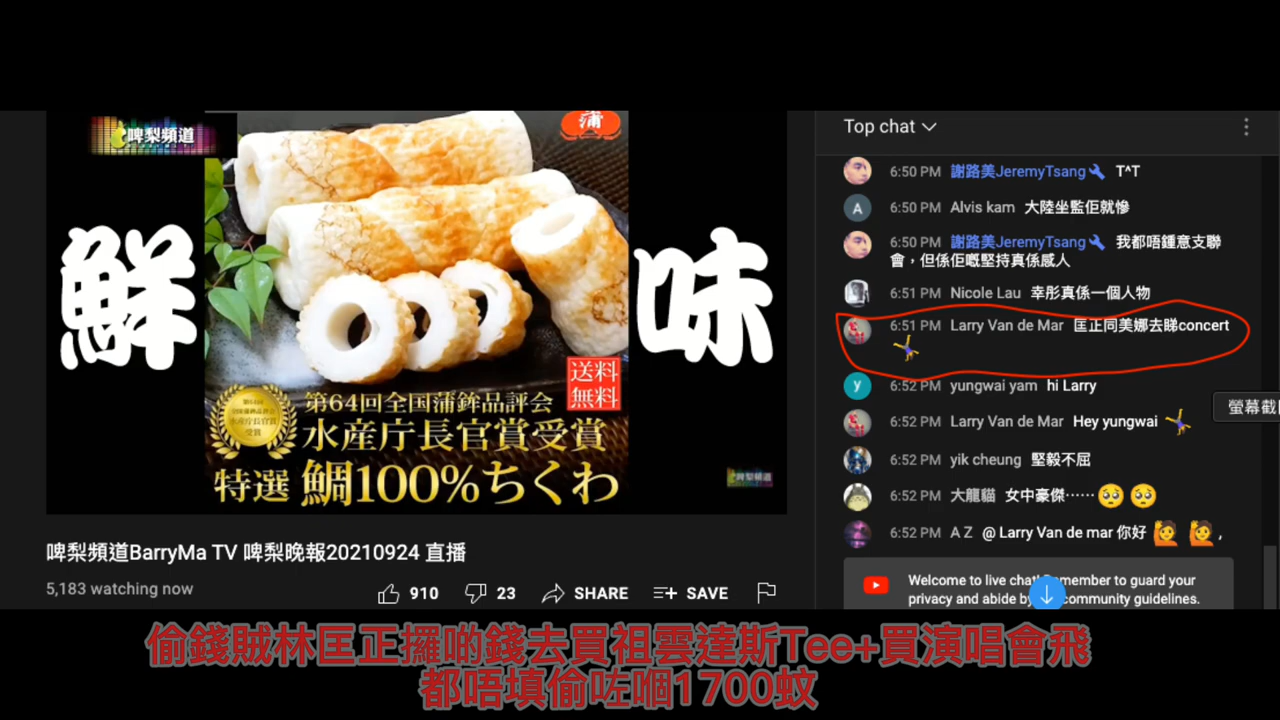 啤梨頻道
蒲
鮮
味
送料
無料
第64回全国蒲鉾品評会
水産庁長官賞受賞
特選 鯛100%ちくわ
啤梨頻道
啤梨頻道BarryMa TV 啤梨晚報20210924 直播
5,183 watching now
910 23 SHARE SAVE
Top chat
6:50 PM 謝路美JeremyTsang T^T
A 6:50 PM Alvis kam 大陸坐監佢就慘
6:50 PM 謝路美JeremyTsang 我都唔鍾意支聯
會，但係佢嘅堅持真係感人
6:51 PM Nicole Lau 幸彤真係一個人物
6:51 PM Larry Van de Mar 匡正同美娜去睇concert
y 6:52 PM yungwai yam hi Larry
6:52 PM Larry Van de Mar Hey yungwai
6:52 PM yik cheung 堅毅不屈
6:52 PM 大龍貓 女中豪傑⋯⋯🥺🥺
6:52 PM A Z @ Larry Van de mar 你好 🙋 🙋,
Welcome to live chat! Remember to guard your
privacy and abide by our community guidelines.
螢幕截
偷錢賊林匡正攞啲錢去買祖雲達斯Tee+買演唱會飛
都唔填偷咗嗰1700蚊